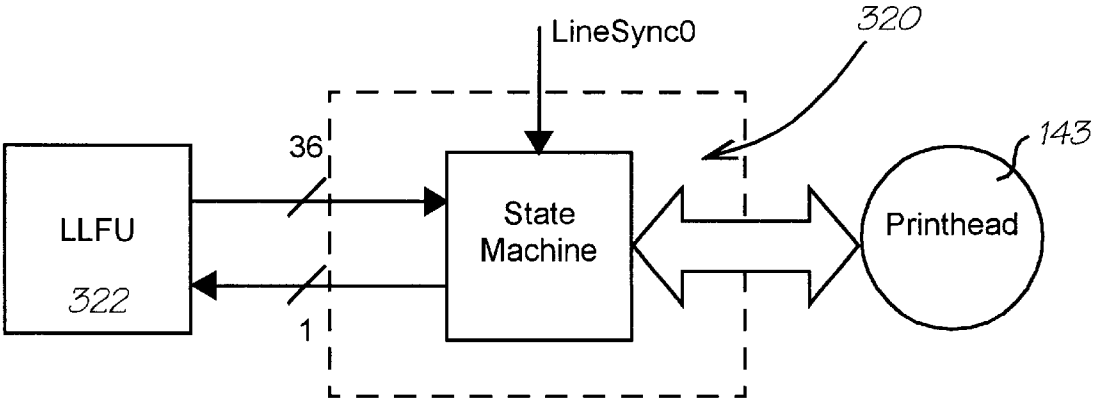 LineSync0
320
36
143
LLFU
322
State
Machine
Printhead
1